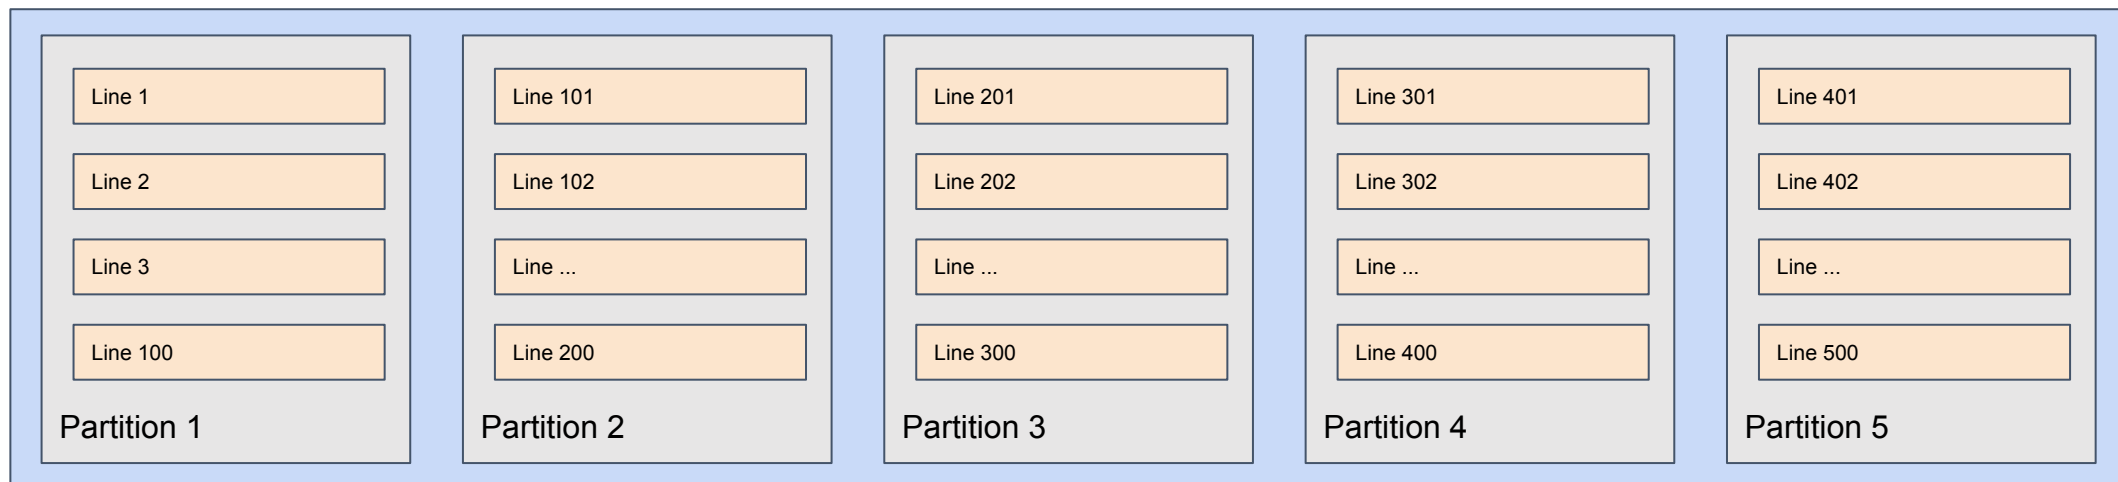 Line 1
Line 2
Line 3
Line 100
Partition 1
Line 101
Line 102
Line ...
Line 200
Partition 2
Line 201
Line 202
Line ...
Line 300
Partition 3
Line 301
Line 302
Line ...
Line 400
Partition 4
Line 401
Line 402
Line ...
Line 500
Partition 5